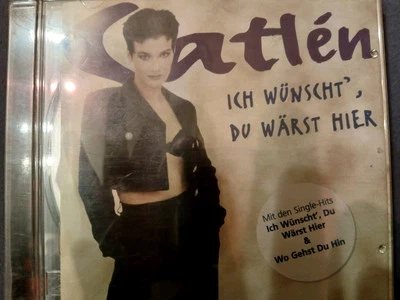 Catlén
ICH WÜNSCHT',
DU WÄRST HIER
Mit den Single-Hits
Ich Wünscht', Du
Wärst Hier
&
Wo Gehst Du Hin